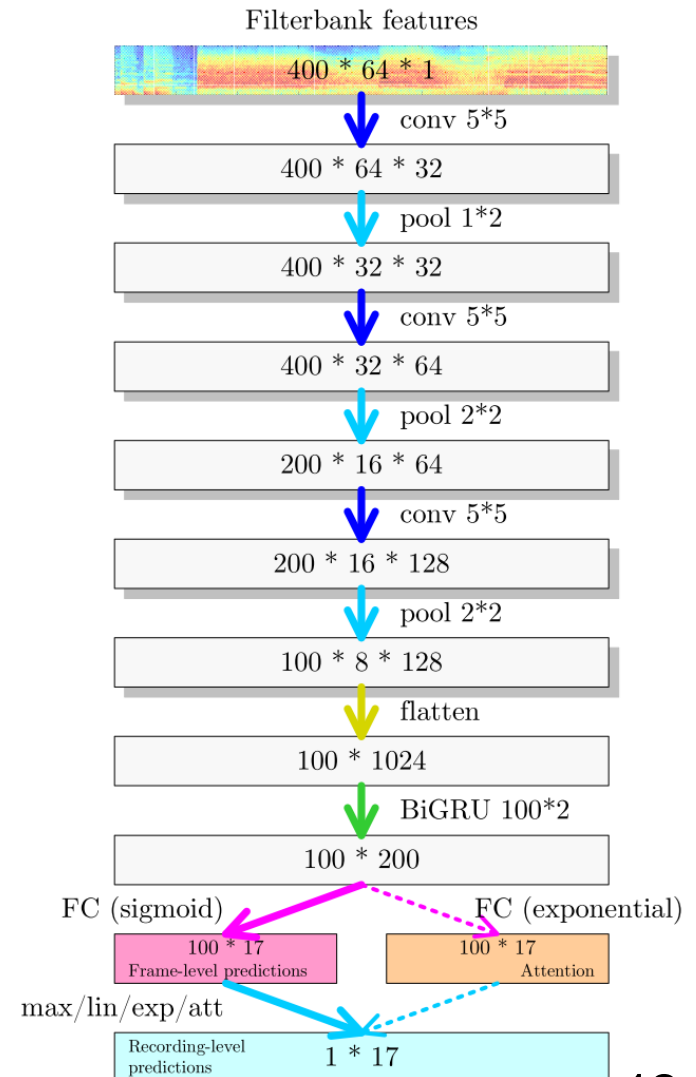 Filterbank features
400 * 64 * 1
conv 5*5
400 * 64 * 32
pool 1*2
400 * 32 * 32
conv 5*5
400 * 32 * 64
pool 2*2
200 * 16 * 64
conv 5*5
200 * 16 * 128
pool 2*2
100 * 8 * 128
flatten
100 * 1024
BiGRU 100*2
100 * 200
FC (sigmoid)
FC (exponential)
100 * 17
Frame-level predictions
100 * 17
Attention
max/lin/exp/att
Recording-level
predictions
1 * 17